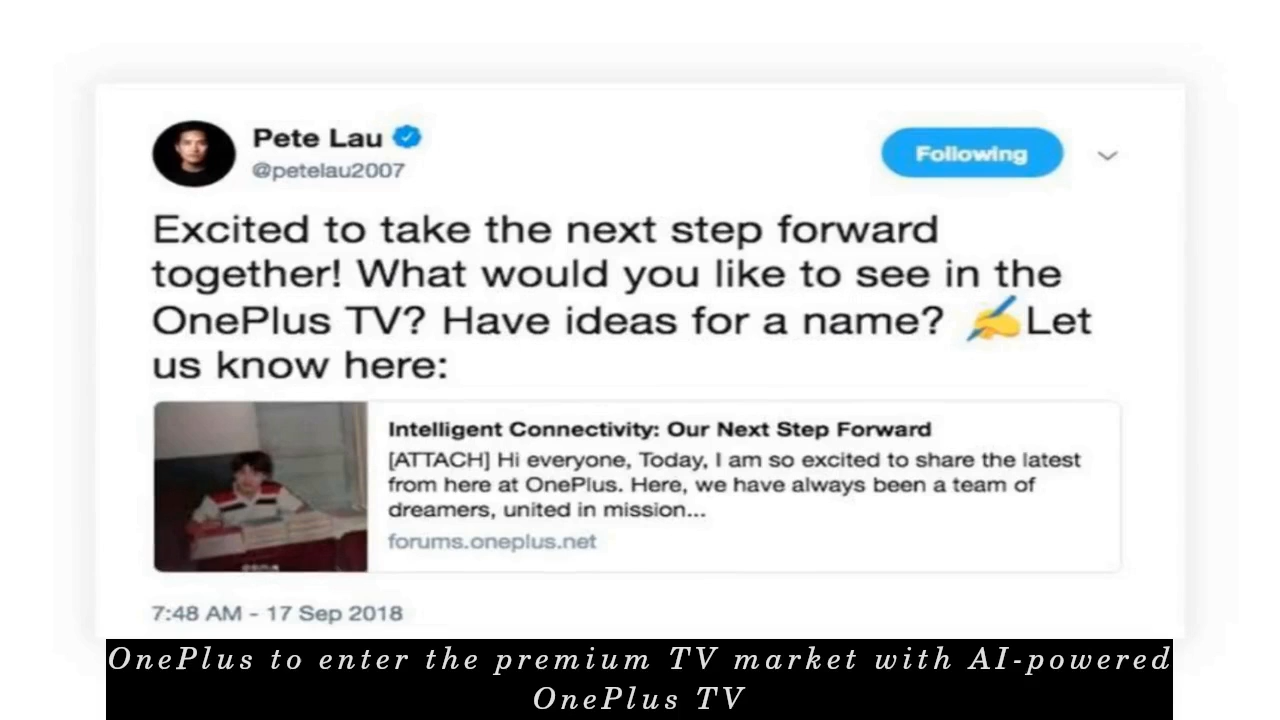 Pete Lau
@petelau2007
Following
Excited to take the next step forward
together! What would you like to see in the
OnePlus TV? Have ideas for a name? ✍️Let
us know here:
Intelligent Connectivity: Our Next Step Forward
[ATTACH] Hi everyone, Today, I am so excited to share the latest
from here at OnePlus. Here, we have always been a team of
dreamers, united in mission...
forums.oneplus.net
7:48 AM - 17 Sep 2018
OnePlus to enter the premium TV market with AI-powered
OnePlus TV